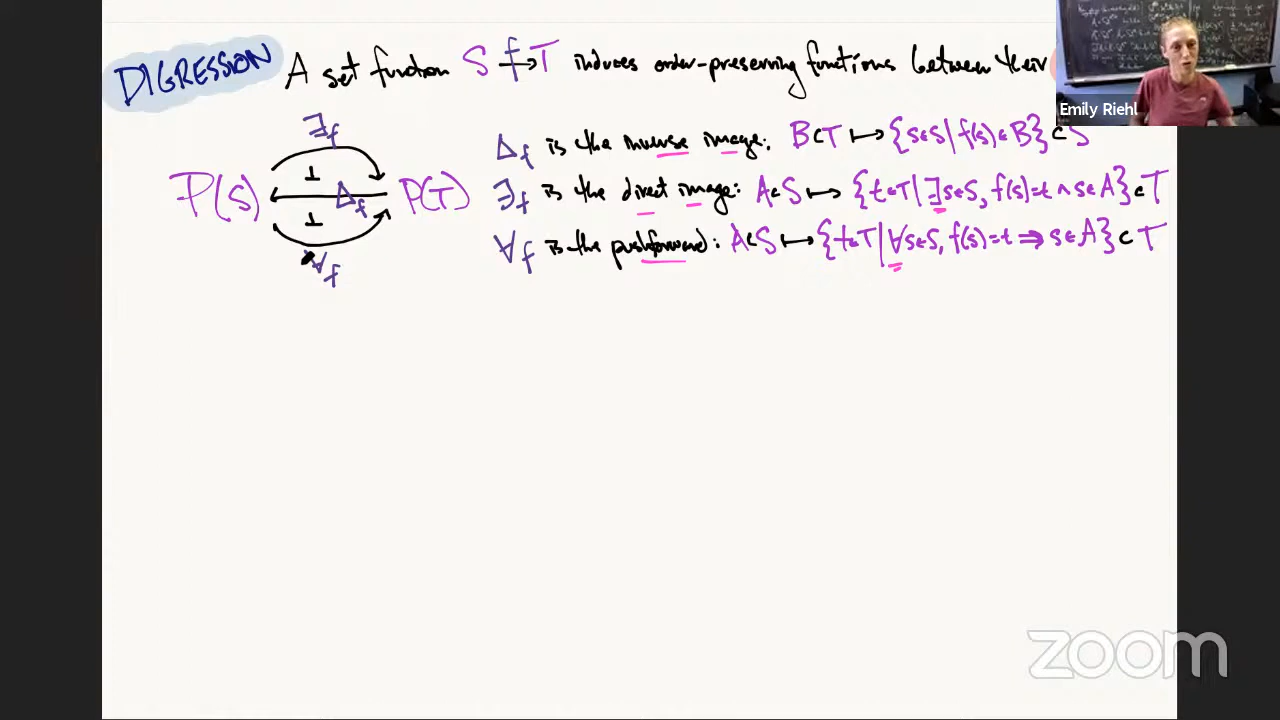 DIGRESSION A set function S f→ T induces order-preserving functions between their
∃f
⊥
P(S) Δf P(T)
⊥
∀f
Δf is the inverse image: B⊂T ↦ {s∈S | f(s)∈B} ⊂ S
∃f is the direct image: A⊂S ↦ {t∈T | ∃s∈S, f(s)=t ∧ s∈A} ⊂ T
∀f is the pushforward: A⊂S ↦ {t∈T | ∀s∈S, f(s)=t ⇒ s∈A} ⊂ T
Emily Riehl
zoom